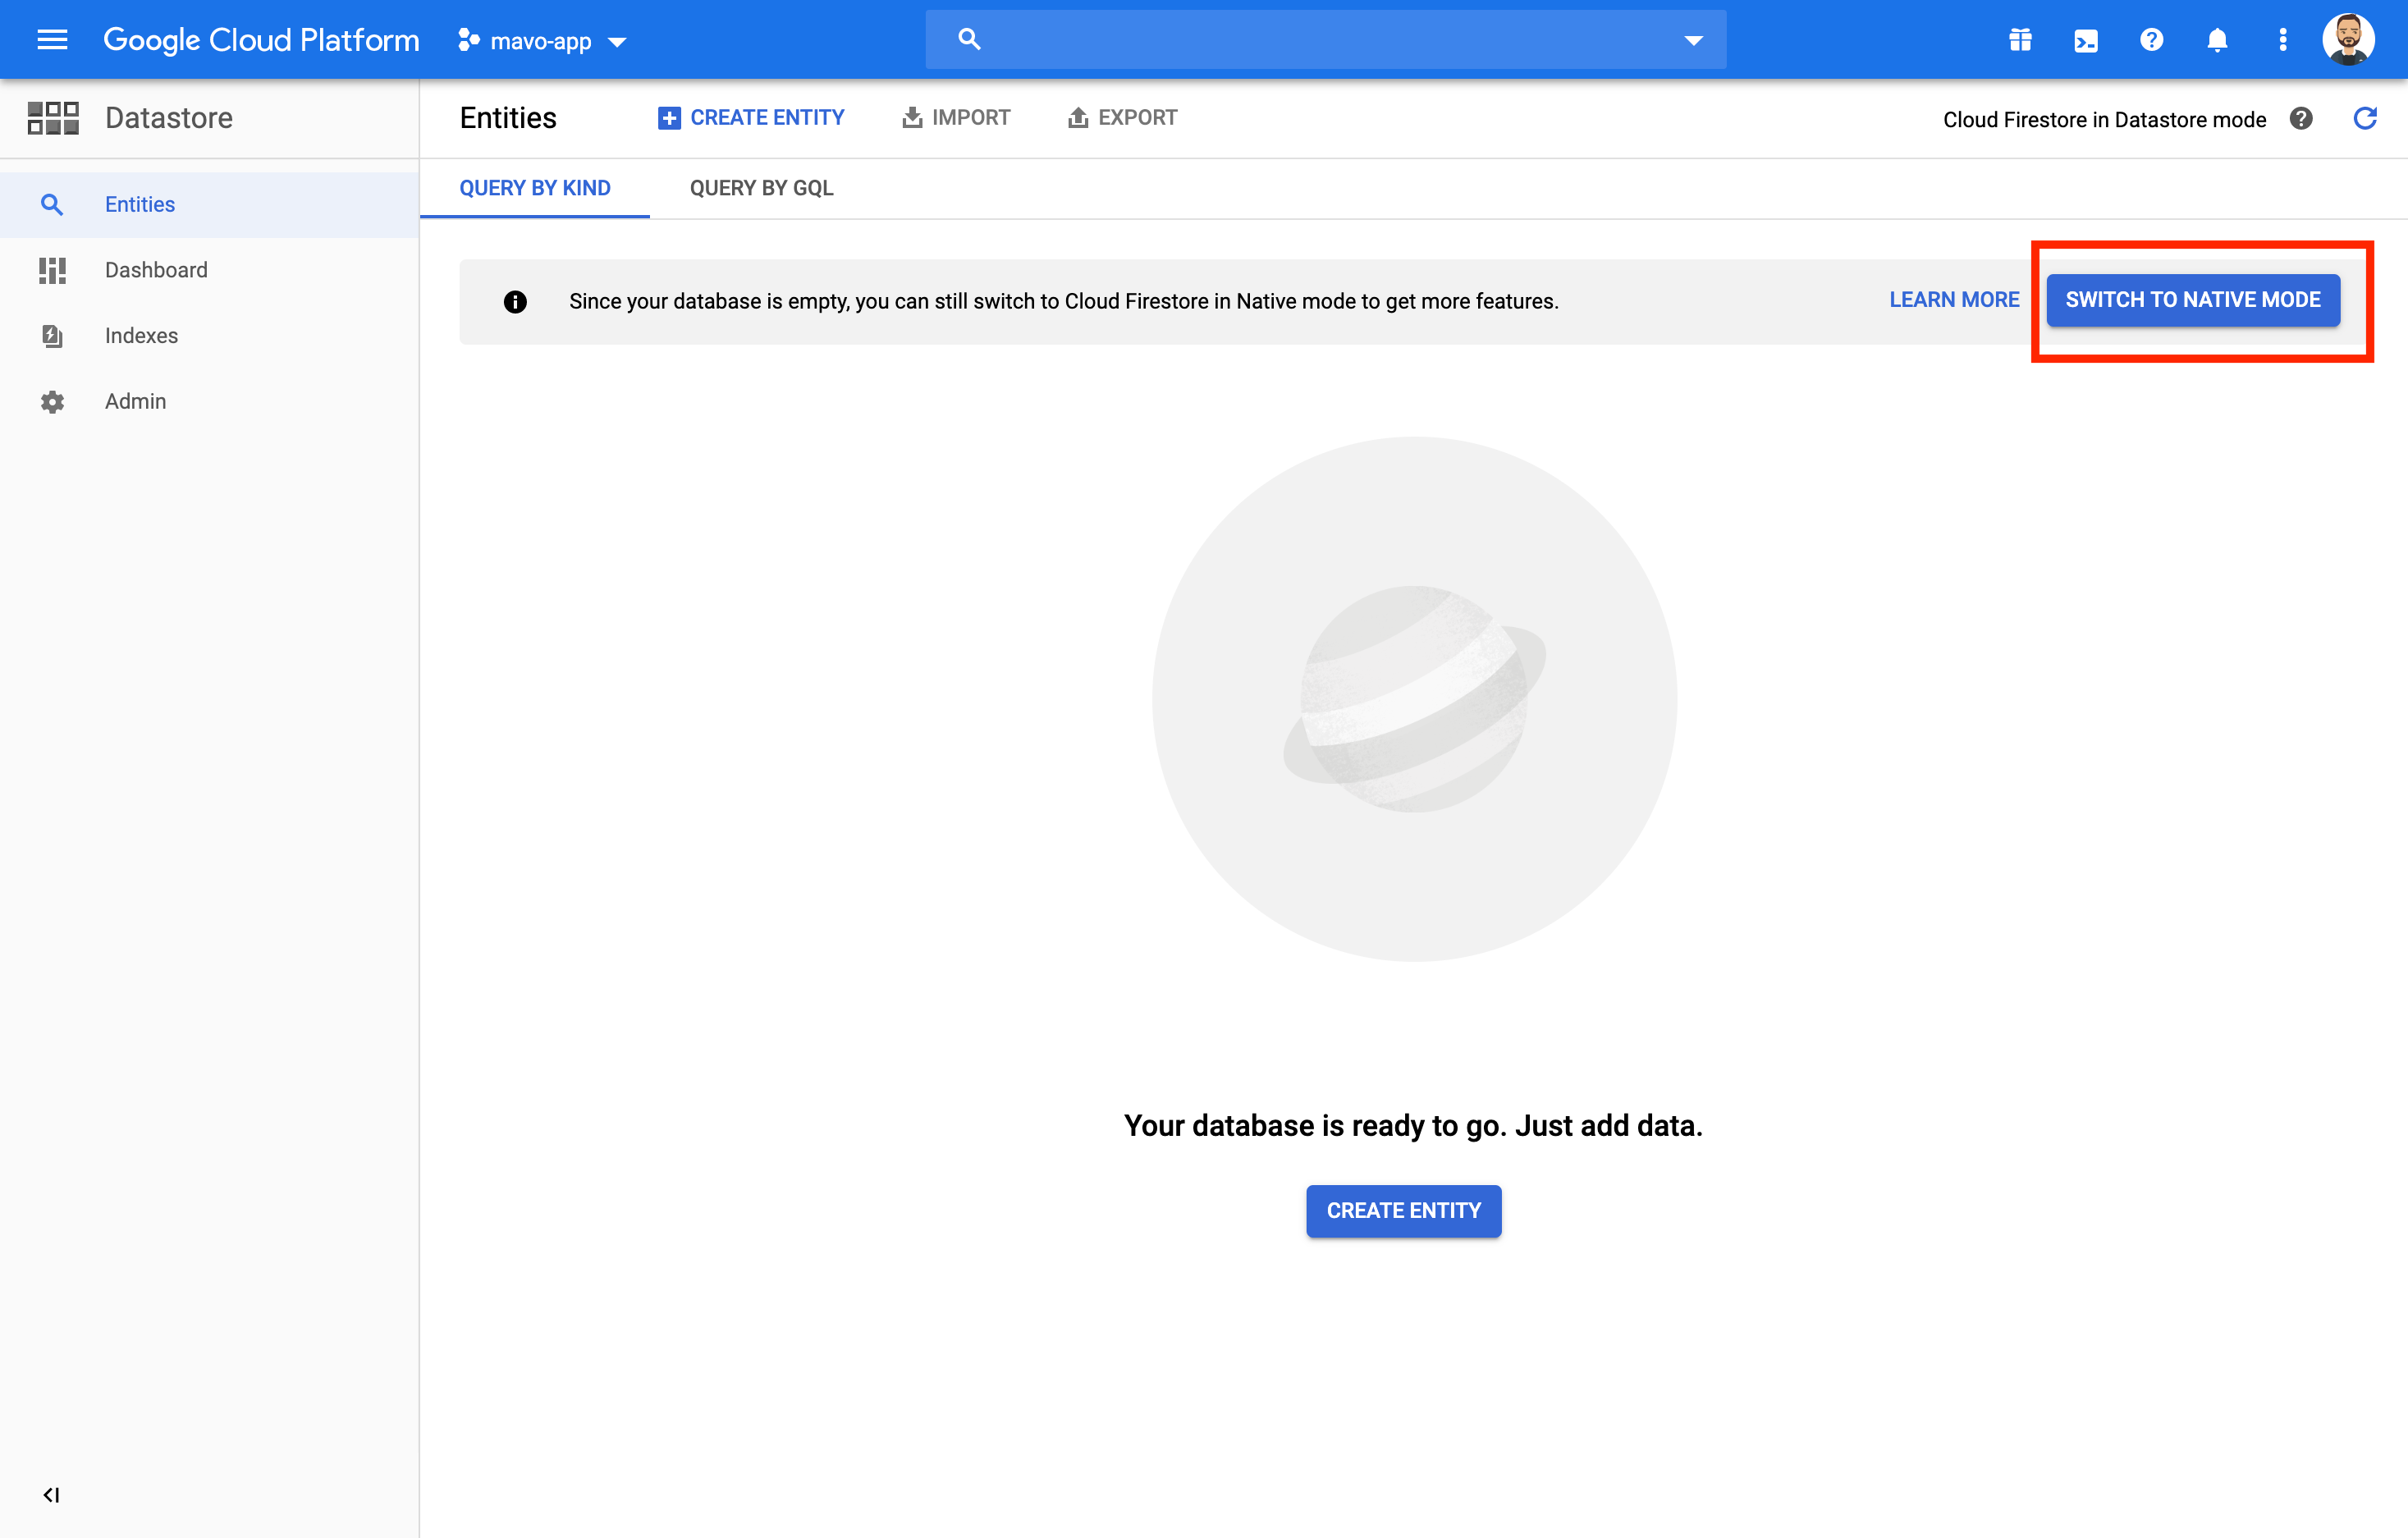 Google Cloud Platform mavo-app
Datastore
Entities CREATE ENTITY IMPORT EXPORT Cloud Firestore in Datastore mode
Entities
Dashboard
Indexes
Admin
QUERY BY KIND QUERY BY GQL
Since your database is empty, you can still switch to Cloud Firestore in Native mode to get more features. LEARN MORE SWITCH TO NATIVE MODE
Your database is ready to go. Just add data.
CREATE ENTITY